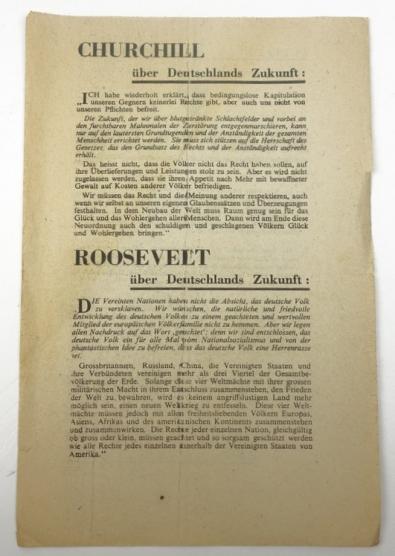 CHURCHILL
über Deutschlands Zukunft:
„ICH habe wiederholt erklärt, dass bedingungslose Kapitulation
unseren Gegnern keinerlei Rechte gibt, aber auch uns nicht von
unseren Pflichten befreit.
Die Zukunft, der wir über blutgetränkte Schlachtfelder und vorbei an
den furchtbaren Malmonalen der Zerstörung entgegenmarschieren, kann
nur auf den lautersten Grundtugenden und der Anständigkeit der gesamten
Menschheit errichtet werden. Sie muss sich stützen auf die Herrschaft des
Gesetzes, das den Grundsatz des Rechts und der Anständigkeit aufrecht
erhält.
Das heisst nicht, dass die Völker nicht das Recht haben sollen, auf
ihre Überlieferungen und Leistungen stolz zu sein. Aber es wird nicht
zugelassen werden, dass sie ihren Appetit nach Mehr mit bewaffneter
Gewalt auf Kosten anderer Völker befriedigen.
Wir müssen das Recht und die Meinung anderer respektieren, auch
wenn wir selbst an unseren eigenen Glaubenssätzen und Überzeugungen
festhalten. In dem Neubau der Welt muss Raum genug sein für das
Glück und das Wohlergehen aller Menschen. Dann wird am Ende diese
Neuordnung auch den schuldigen und geschlagenen Völkern Glück
und Wohlergehen bringen.“
ROOSEVELT
über Deutschlands Zukunft:
„DIE Vereinten Nationen haben nicht die Absicht, das deutsche Volk
zu versklaven. Wir wünschen, die natürliche und friedvolle
Entwicklung des deutschen Volkes zu einem geachteten und wertvollen
Mitglied der europäischen Völkerfamilie nicht zu hemmen. Aber wir legen
allen Nachdruck auf das Wort ‚geachtet‘; denn wir sind entschlossen, das
deutsche Volk ein für alle Mal vom Nationalsozialismus und von der
phantastischen Idee zu befreien, dass das deutsche Volk eine Herrenrasse
sei.
Grossbritannien, Russland, China, die Vereinigten Staaten und
ihre Verbündeten vereinigen mehr als drei Viertel der Gesamtbe-
völkerung der Erde. Solange diese vier Weltmächte mit ihrer grossen
militärischen Macht in ihrem Entschluss zusammenstehen, den Frieden
der Welt zu bewahren, wird es keinem angriffslustigen Land mehr
möglich sein, einen neuen Weltkrieg zu entfesseln. Diese vier Welt-
mächte müssen jedoch mit allen freiheitsliebenden Völkern Europas,
Asiens, Afrikas und des amerikanischen Kontinents zusammenstehen
und zusammenwirken. Die Rechte jeder einzelnen Nation, gleichgültig
ob gross oder klein, müssen geachtet und so sorgsam geschützt werden
wie alle Rechte jedes einzelnen innerhalb der Vereinigten Staaten von
Amerika.“